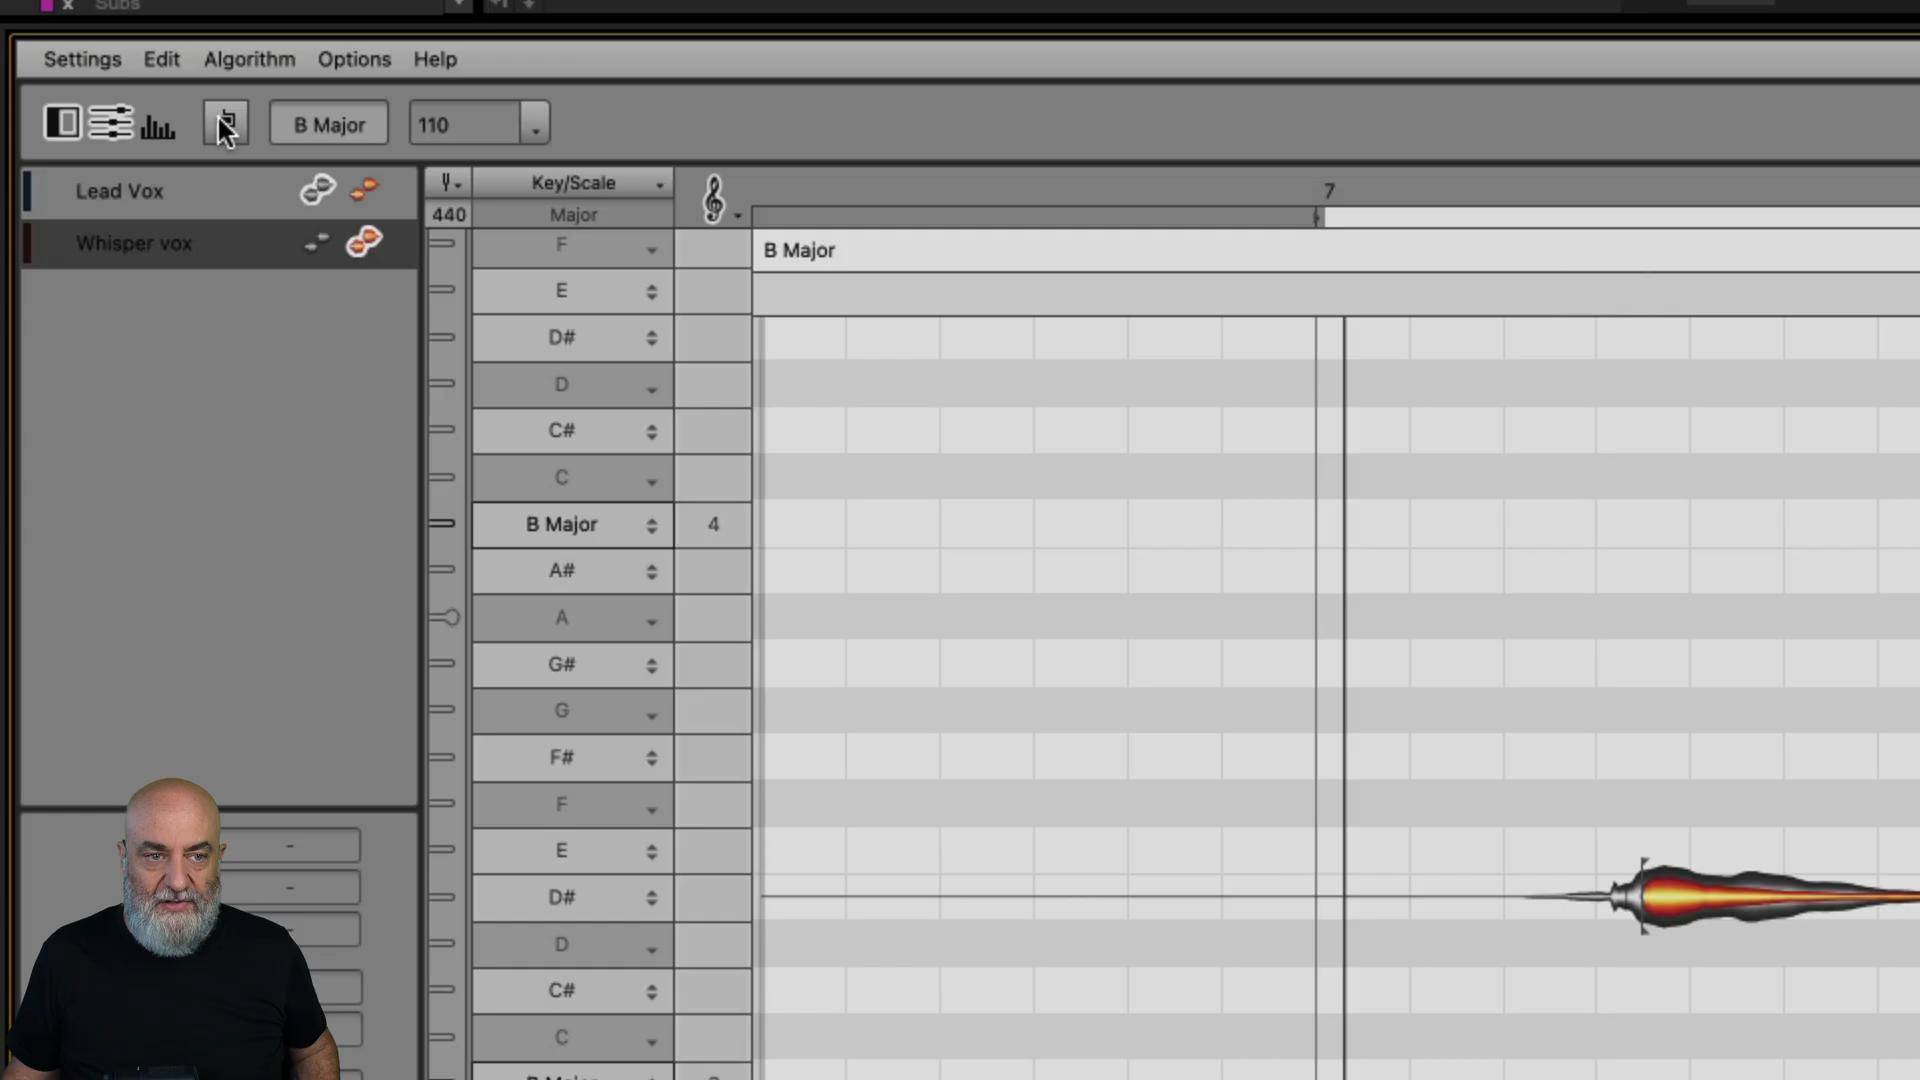 x Subs
Settings Edit Algorithm Options Help
B Major 110
Lead Vox
Whisper vox
Key/Scale
440 Major
7
B Major
F
E
D#
D
C#
C
B Major 4
A#
A
G#
G
F#
F
E
D#
D
C#
C
-
-
-